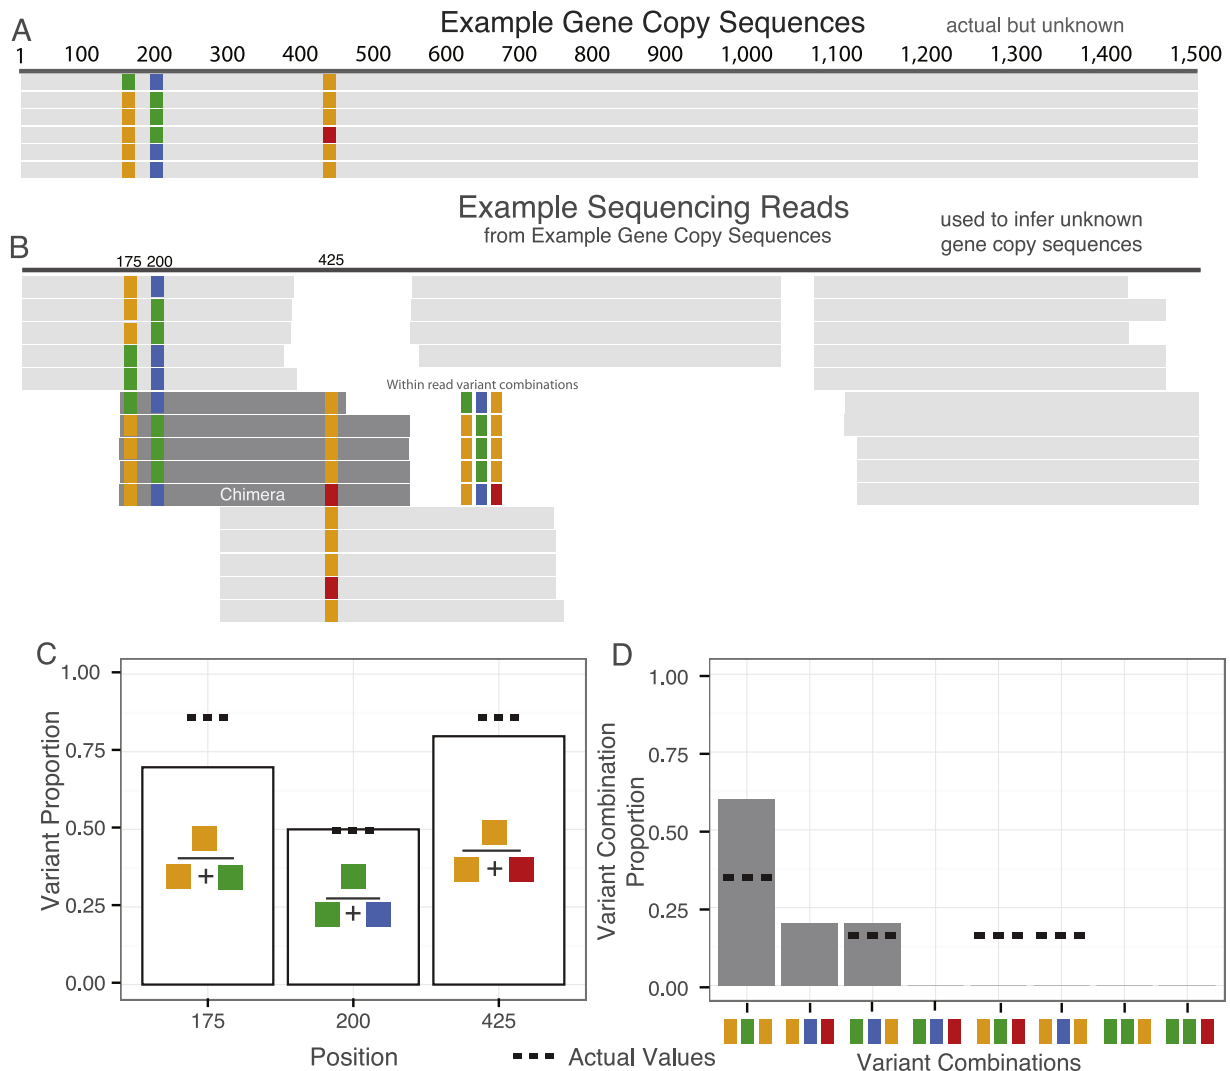 A
Example Gene Copy Sequences
actual but unknown
1 100 200 300 400 500 600 700 800 900 1,000 1,100 1,200 1,300 1,400 1,500
Example Sequencing Reads
from Example Gene Copy Sequences
used to infer unknown
gene copy sequences
B
175 200 425
Within read variant combinations
Chimera
C
Variant Proportion
1.00
0.75
0.50
0.25
0.00
+
+
+
175 200 425
Position
D
Variant Combination
Proportion
1.00
0.75
0.50
0.25
0.00
Actual Values
Variant Combinations